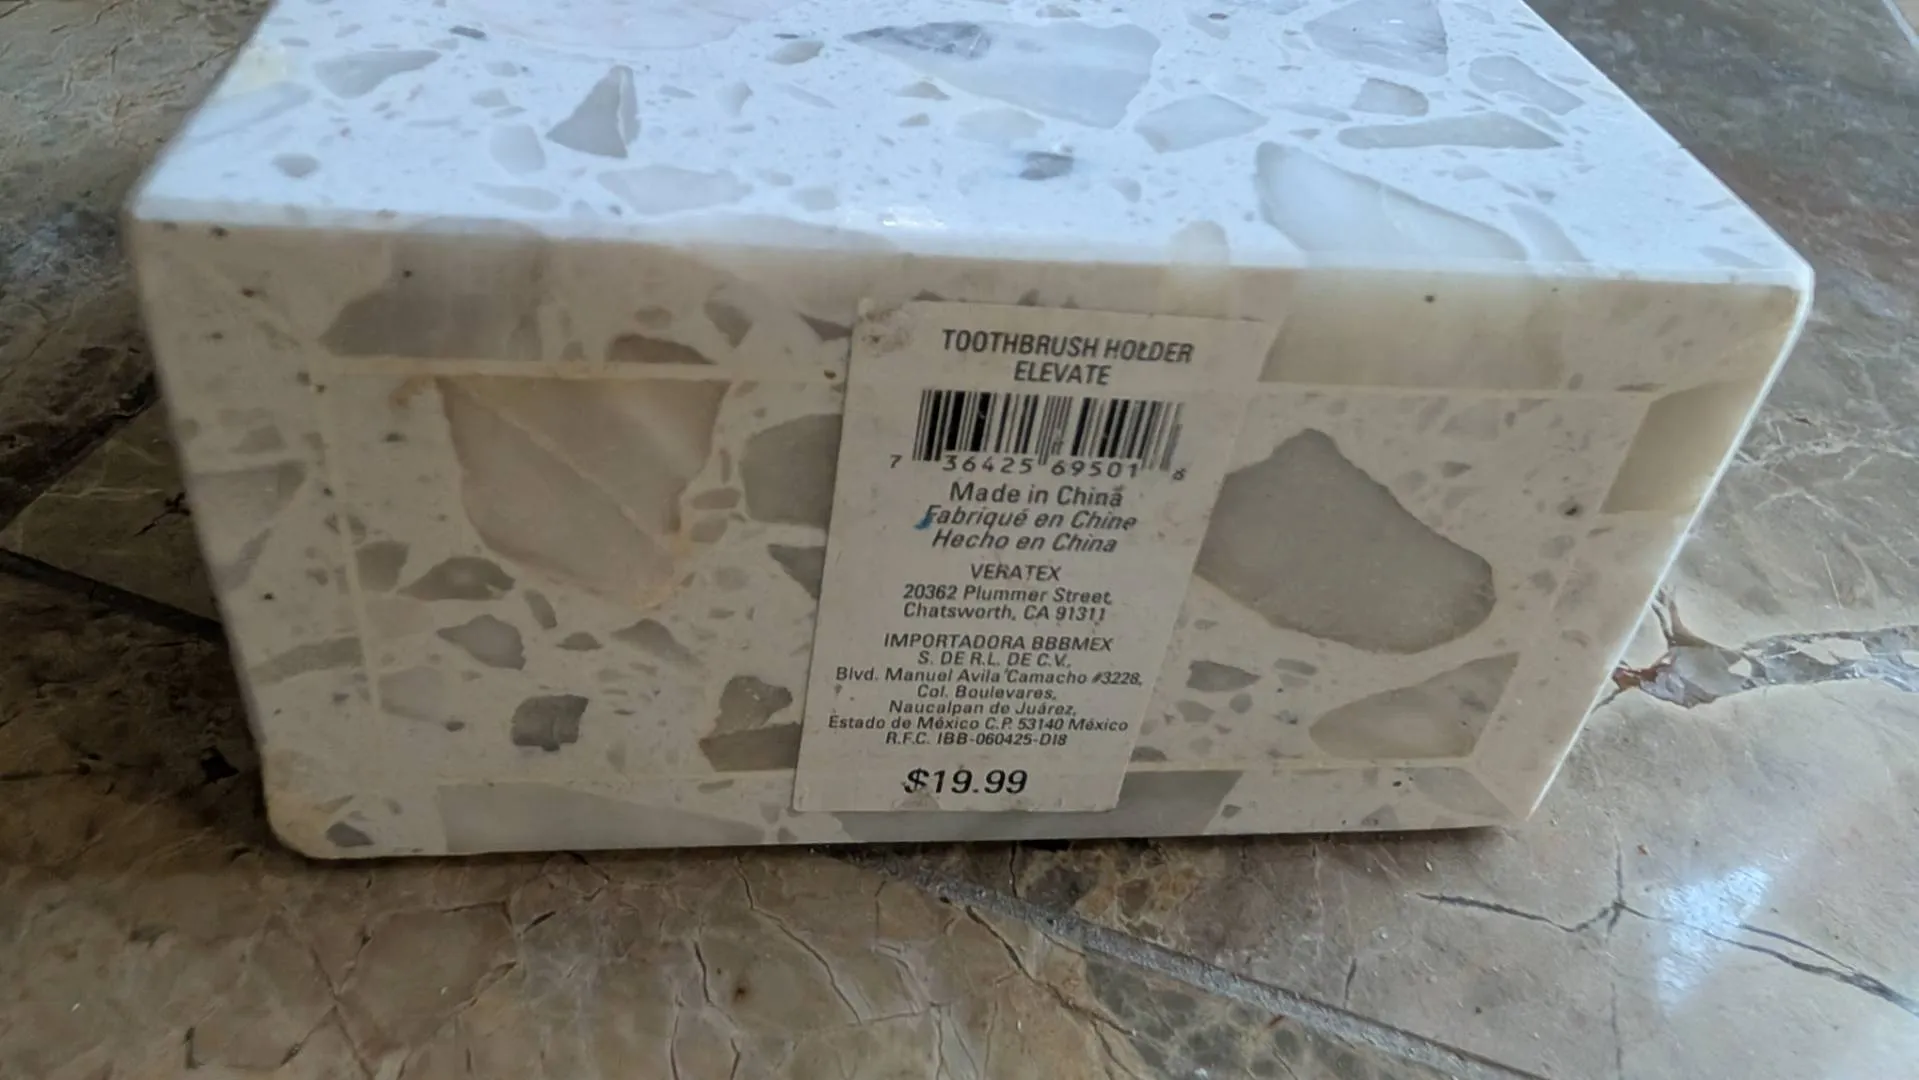 TOOTHBRUSH HOLDER
ELEVATE
7 36425 69501 8
Made in China
Fabriqué en Chine
Hecho en China
VERATEX
20362 Plummer Street,
Chatsworth, CA 91311
IMPORTADORA BBBMEX
S. DE R.L. DE C.V.,
Blvd. Manuel Avila Camacho #3228,
Col. Boulevares,
Naucalpan de Juárez,
Estado de México C.P. 53140 México
R.F.C. IBB-060425-DI8
$19.99